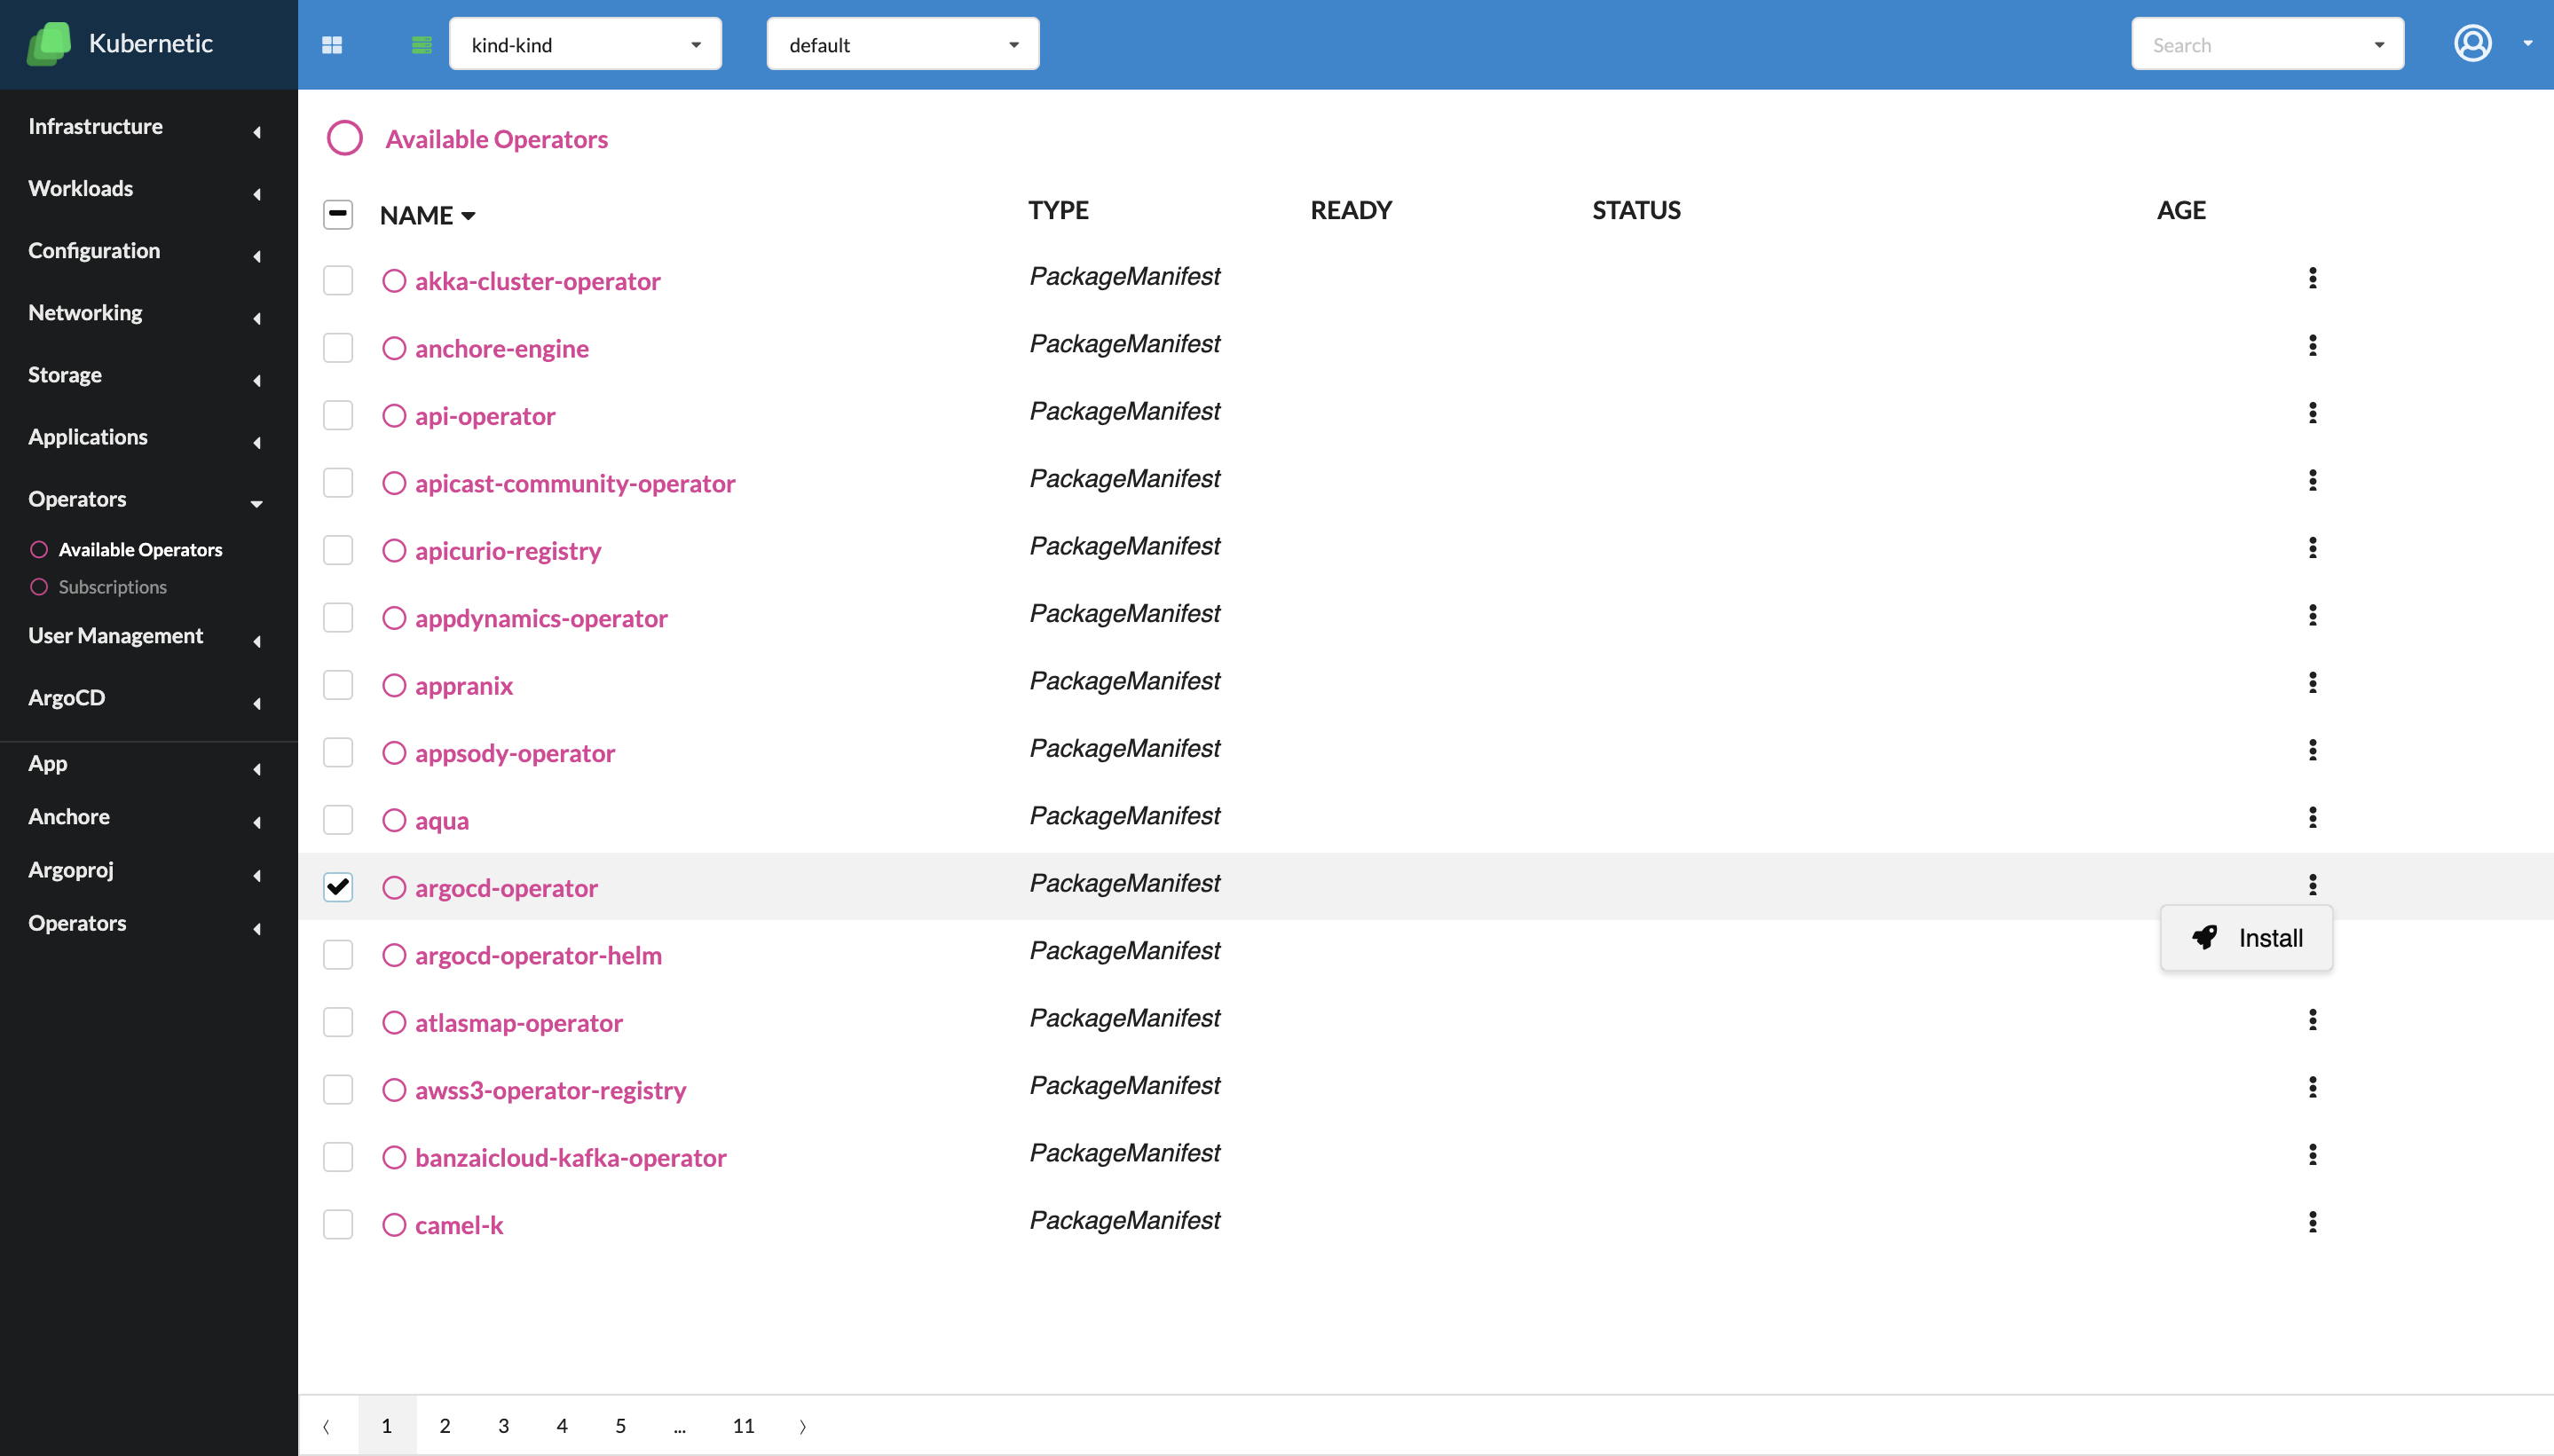 Kubernetic
kind-kind
default
Search
Infrastructure
Workloads
Configuration
Networking
Storage
Applications
Operators
Available Operators
Subscriptions
User Management
ArgoCD
App
Anchore
Argoproj
Operators
Available Operators
NAME TYPE READY STATUS AGE
akka-cluster-operator PackageManifest
anchore-engine PackageManifest
api-operator PackageManifest
apicast-community-operator PackageManifest
apicurio-registry PackageManifest
appdynamics-operator PackageManifest
appranix PackageManifest
appsody-operator PackageManifest
aqua PackageManifest
argocd-operator PackageManifest
Install
argocd-operator-helm PackageManifest
atlasmap-operator PackageManifest
awss3-operator-registry PackageManifest
banzaicloud-kafka-operator PackageManifest
camel-k PackageManifest
⟨ 1 2 3 4 5 ... 11 ⟩